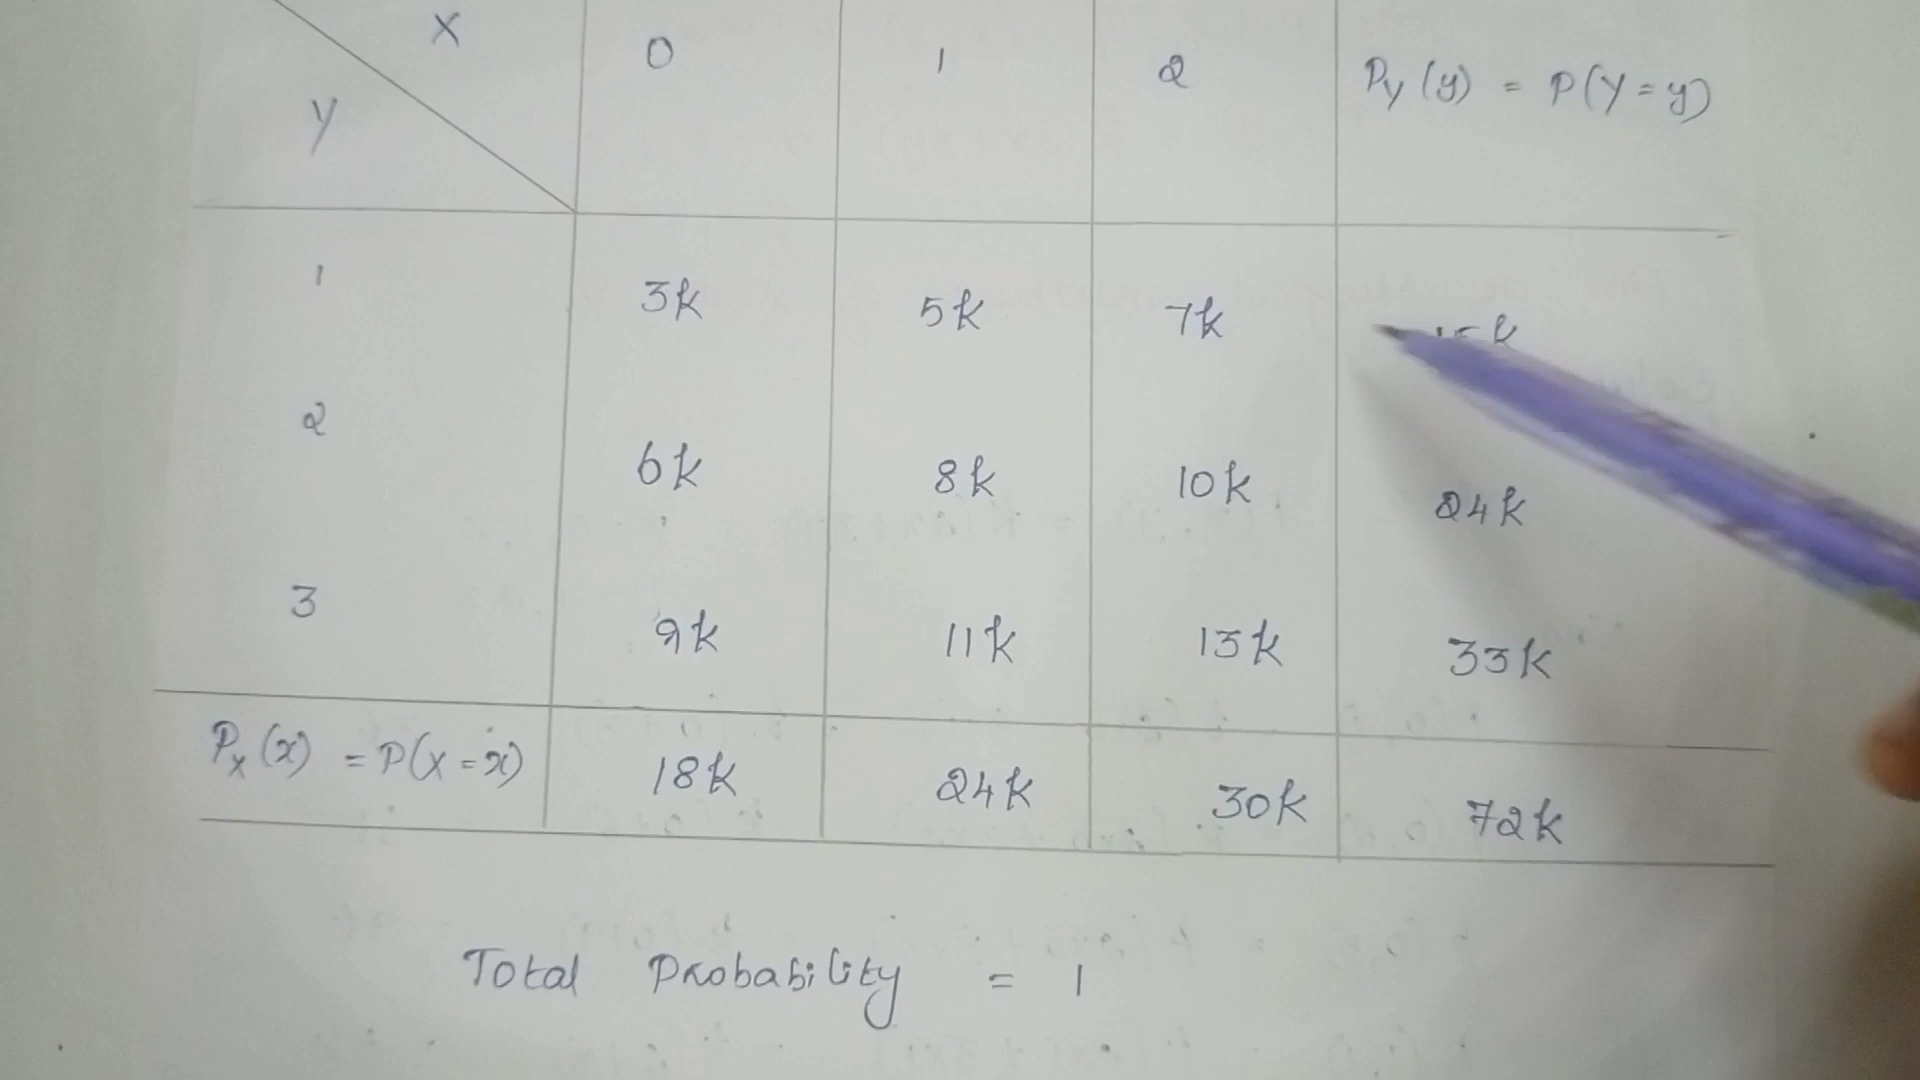 X 0 1 2 Py (y) = P(Y = y)
Y
1 3k 5k 7k
2 6k 8k 10k 24k
3 9k 11k 13k 33k
Px (x) = P(X = x) 18k 24k 30k 72k
Total Probability = 1